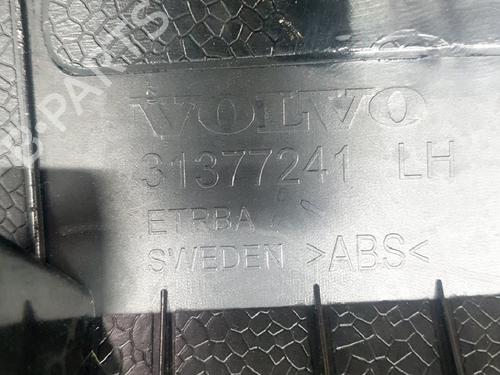 VOLVO
31377241 LH
ETRBA
SWEDEN >ABS<